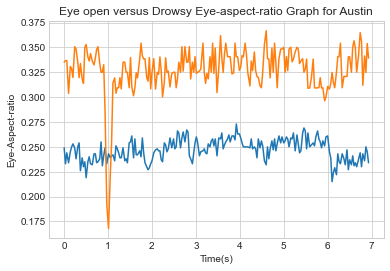 Eye open versus Drowsy Eye-aspect-ratio Graph for Austin
0.375
0.350
0.325
0.300
0.275
0.250
0.225
0.200
0.175
Eye-Aspect-ratio
0 1 2 3 4 5 6 7
Time(s)